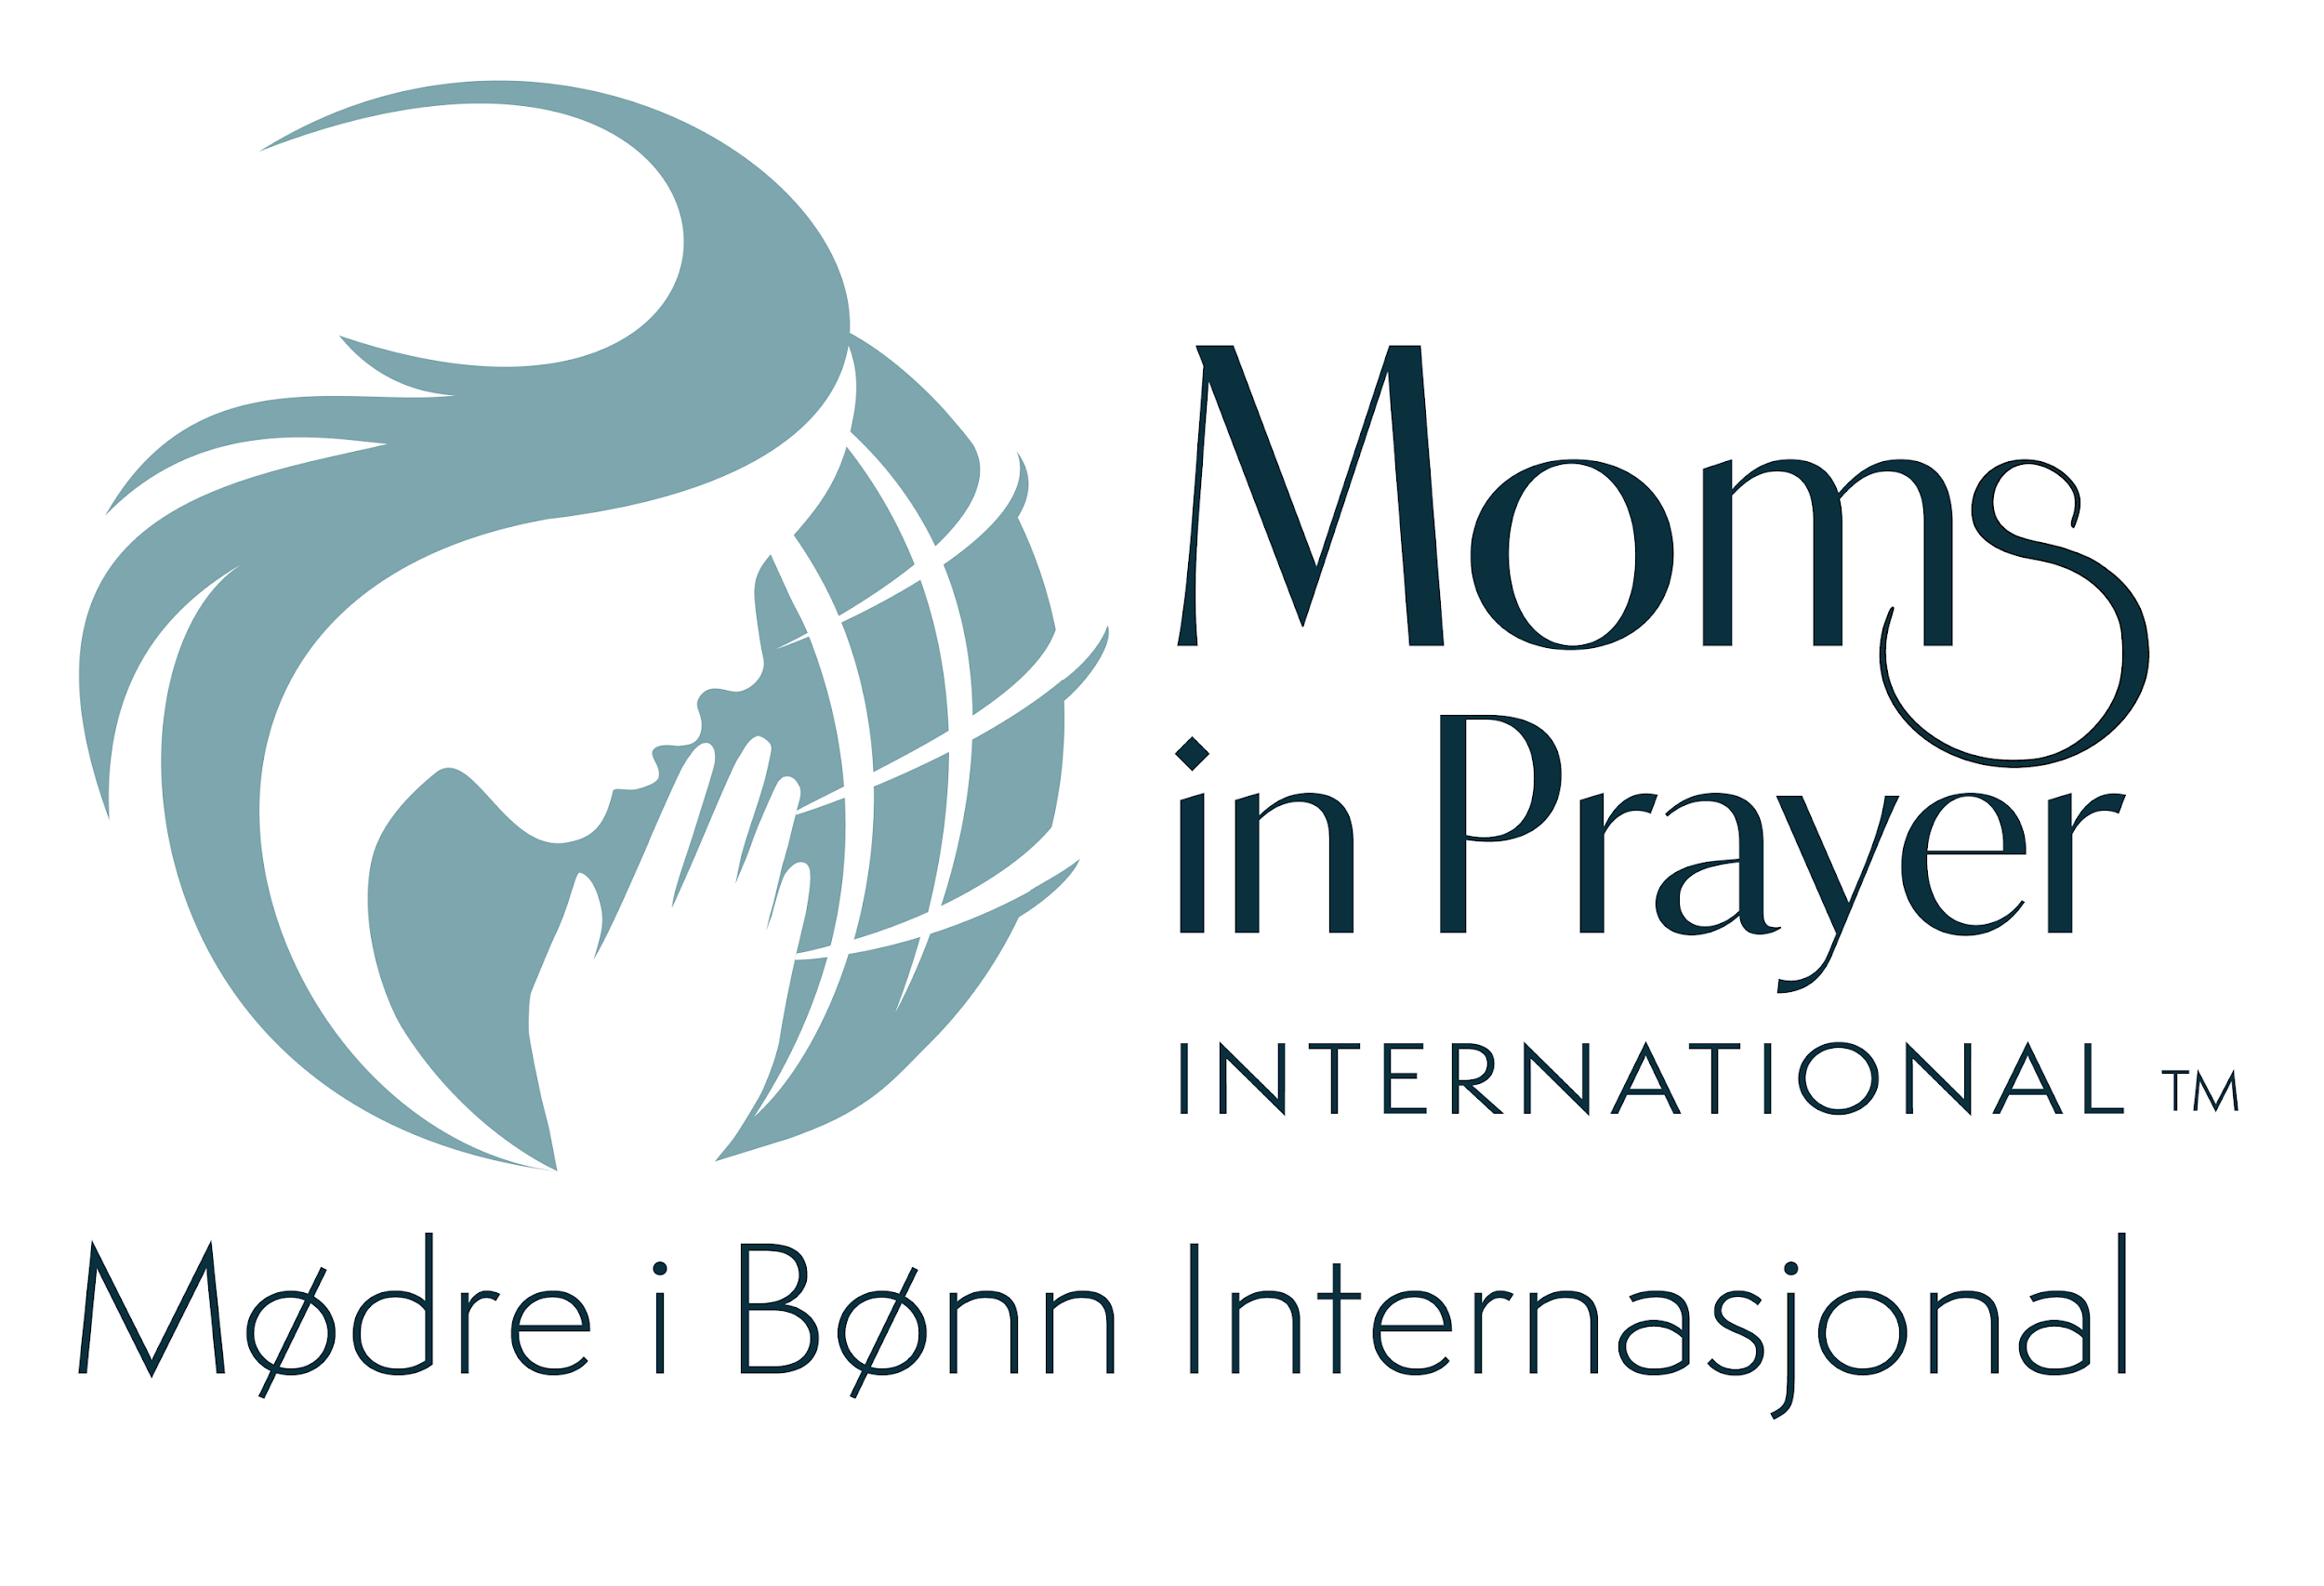 Moms
in Prayer
INTERNATIONAL ™
Mødre i Bønn Internasjonal